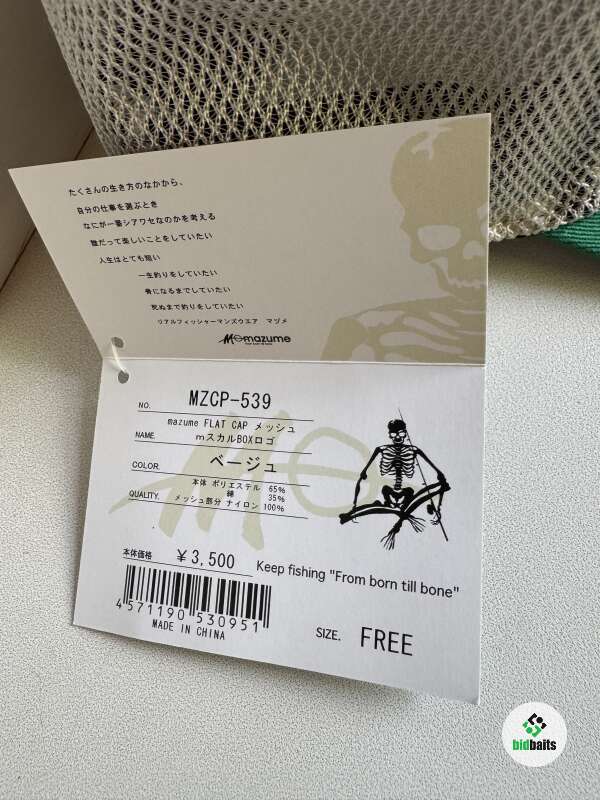 たくさんの生き方のなかから、
自分の仕事を選ぶとき
なにが一番シアワセなのかを考える
誰だって楽しいことをしていたい
人生はとても短い
一生釣りをしていたい
骨になるまでしていたい
死ぬまで釣りをしていたい
リアルフィッシャーマンズウエア マヅメ
mazume
NO. MZCP-539
mazume FLAT CAP メッシュ
NAME. mスカルBOXロゴ
COLOR. ベージュ
本体 ポリエステル 65%
綿 35%
QUALITY. メッシュ部分 ナイロン 100%
本体価格 ¥3,500
Keep fishing "From born till bone"
4571190 530951
MADE IN CHINA
SIZE. FREE
bidbaits